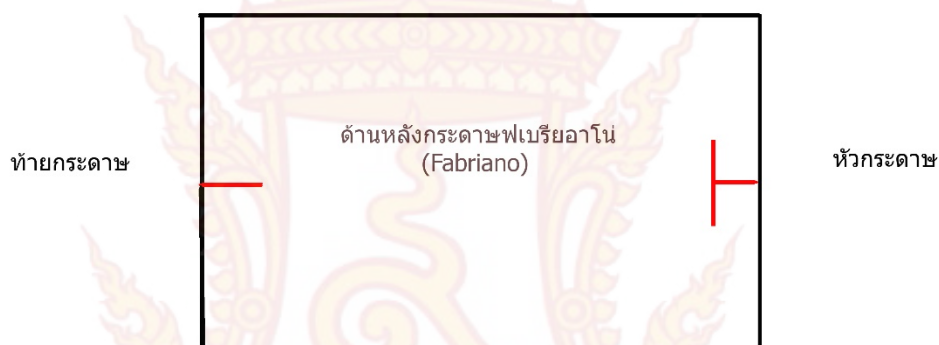 ด้านหลังกระดาษฟเบรียอาโน่
(Fabriano)
ท้ายกระดาษ
หัวกระดาษ